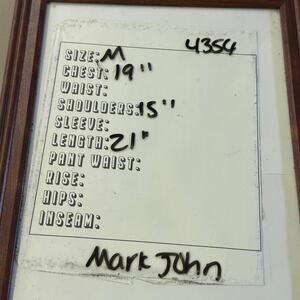 4354
SIZE: M
CHEST: 19"
WAIST:
SHOULDERS: 15"
SLEEVE:
LENGTH: 21"
PANT WAIST:
RISE:
HIPS:
INSEAM:
Mark John